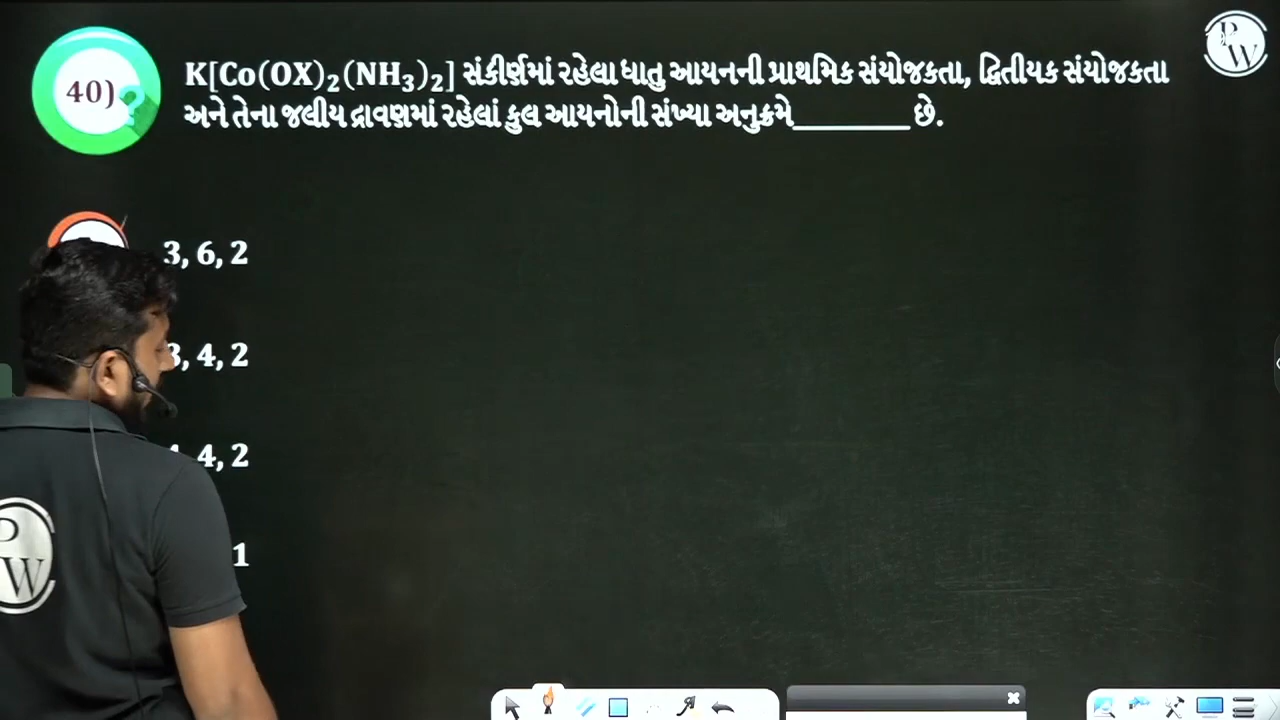 40)
K[Co(OX)₂(NH₃)₂] સંકીર્ણમાં રહેલા ધાતુ આયનની પ્રાથમિક સંયોજકતા, દ્વિતીયક સંયોજકતા
અને તેના જલીય દ્રાવણમાં રહેલાં કુલ આયનોની સંખ્યા અનુક્રમે________ છે.
3, 6, 2
3, 4, 2
4, 2
1
P
W
P
W